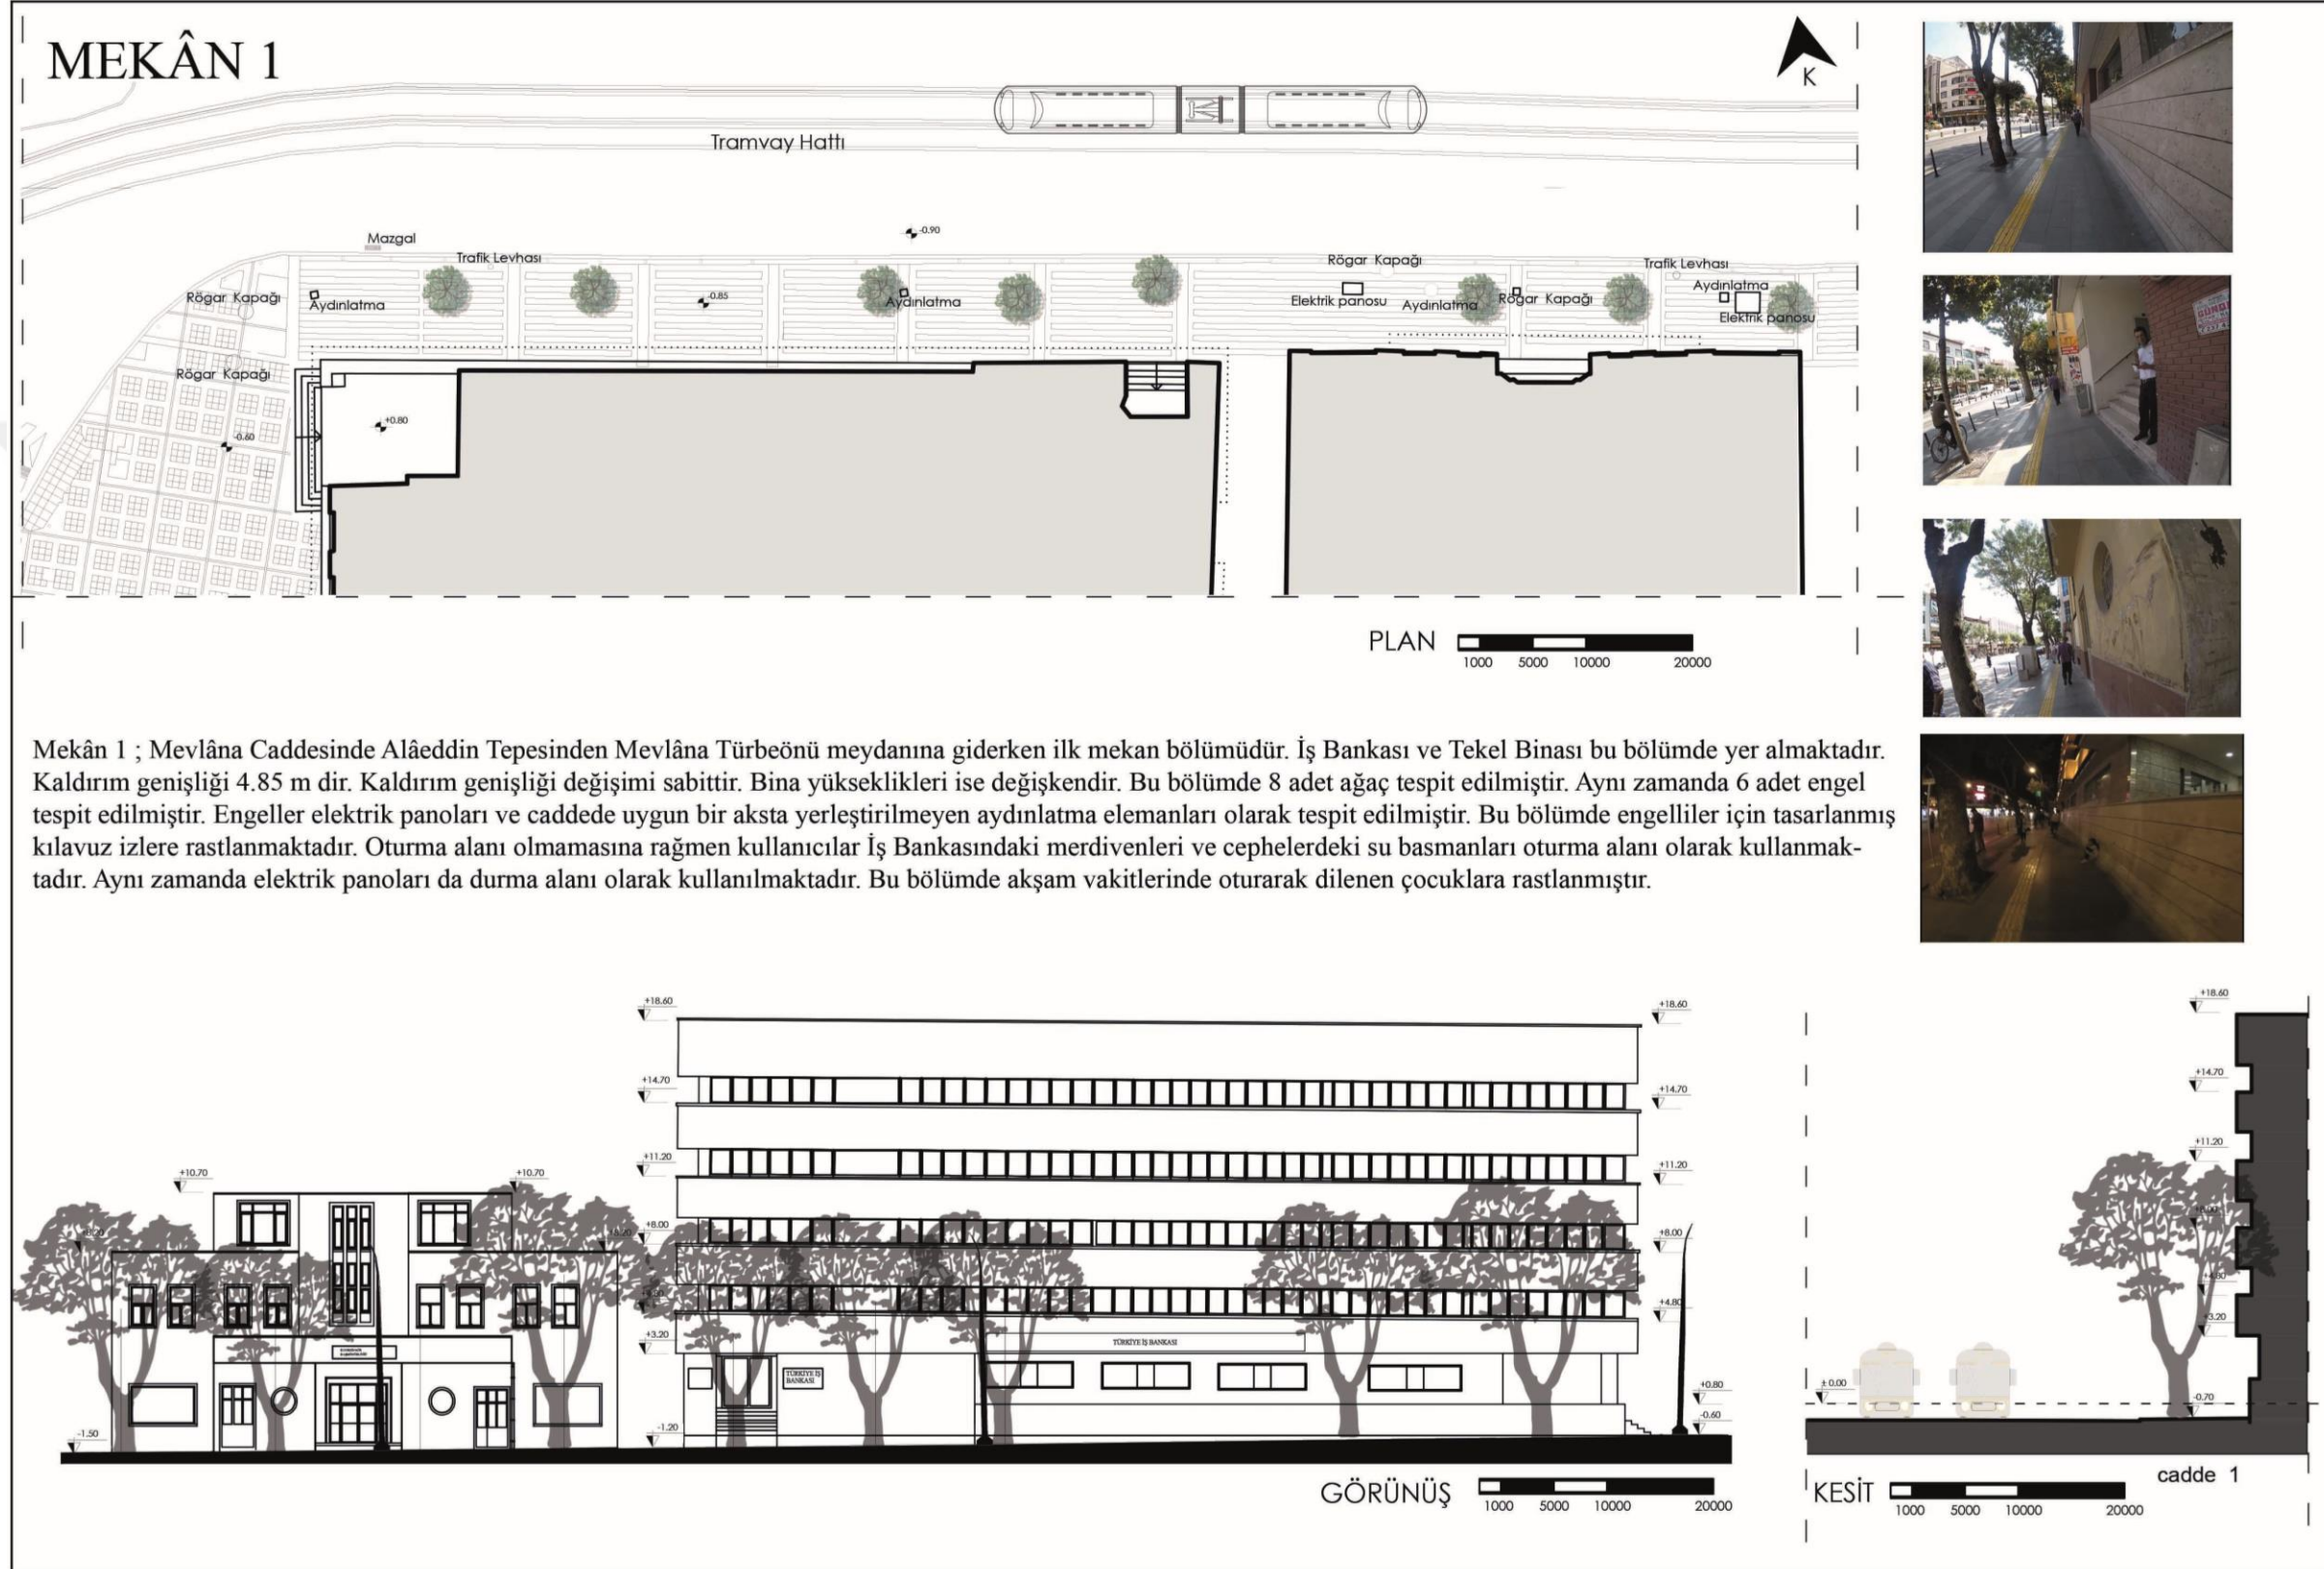 MEKÂN 1
K
Tramvay Hattı
-0.90
Mazgal
Trafik Levhası
Rögar Kapağı
Trafik Levhası
Rögar Kapağı
Aydınlatma
-0.85
Aydınlatma
Elektrik panosu
Aydınlatma
Rögar Kapağı
Aydınlatma
Elektrik panosu
Rögar Kapağı
+0.80
-0.60
PLAN
1000 5000 10000 20000
Mekân 1 ; Mevlâna Caddesinde Alâeddin Tepesinden Mevlâna Türbeönü meydanına giderken ilk mekan bölümüdür. İş Bankası ve Tekel Binası bu bölümde yer almaktadır.
Kaldırım genişliği 4.85 m dir. Kaldırım genişliği değişimi sabittir. Bina yükseklikleri ise değişkendir. Bu bölümde 8 adet ağaç tespit edilmiştir. Aynı zamanda 6 adet engel
tespit edilmiştir. Engeller elektrik panoları ve caddede uygun bir aksta yerleştirilmeyen aydınlatma elemanları olarak tespit edilmiştir. Bu bölümde engelliler için tasarlanmış
kılavuz izlere rastlanmaktadır. Oturma alanı olmamasına rağmen kullanıcılar İş Bankasındaki merdivenleri ve cephelerdeki su basmanları oturma alanı olarak kullanmak-
tadır. Aynı zamanda elektrik panoları da durma alanı olarak kullanılmaktadır. Bu bölümde akşam vakitlerinde oturarak dilenen çocuklara rastlanmıştır.
+10.70
+10.70
-1.50
+18.60
+14.70
+11.20
+8.00
+3.20
-1.20
TÜRKİYE İŞ BANKASI
TÜRKİYE İŞ
BANKASI
+18.60
+14.70
+11.20
+8.00
+4.80
+0.80
-0.60
GÖRÜNÜŞ
1000 5000 10000 20000
+18.60
+14.70
+11.20
+8.00
+4.80
+3.20
± 0.00
-0.70
cadde 1
KESİT
1000 5000 10000 20000